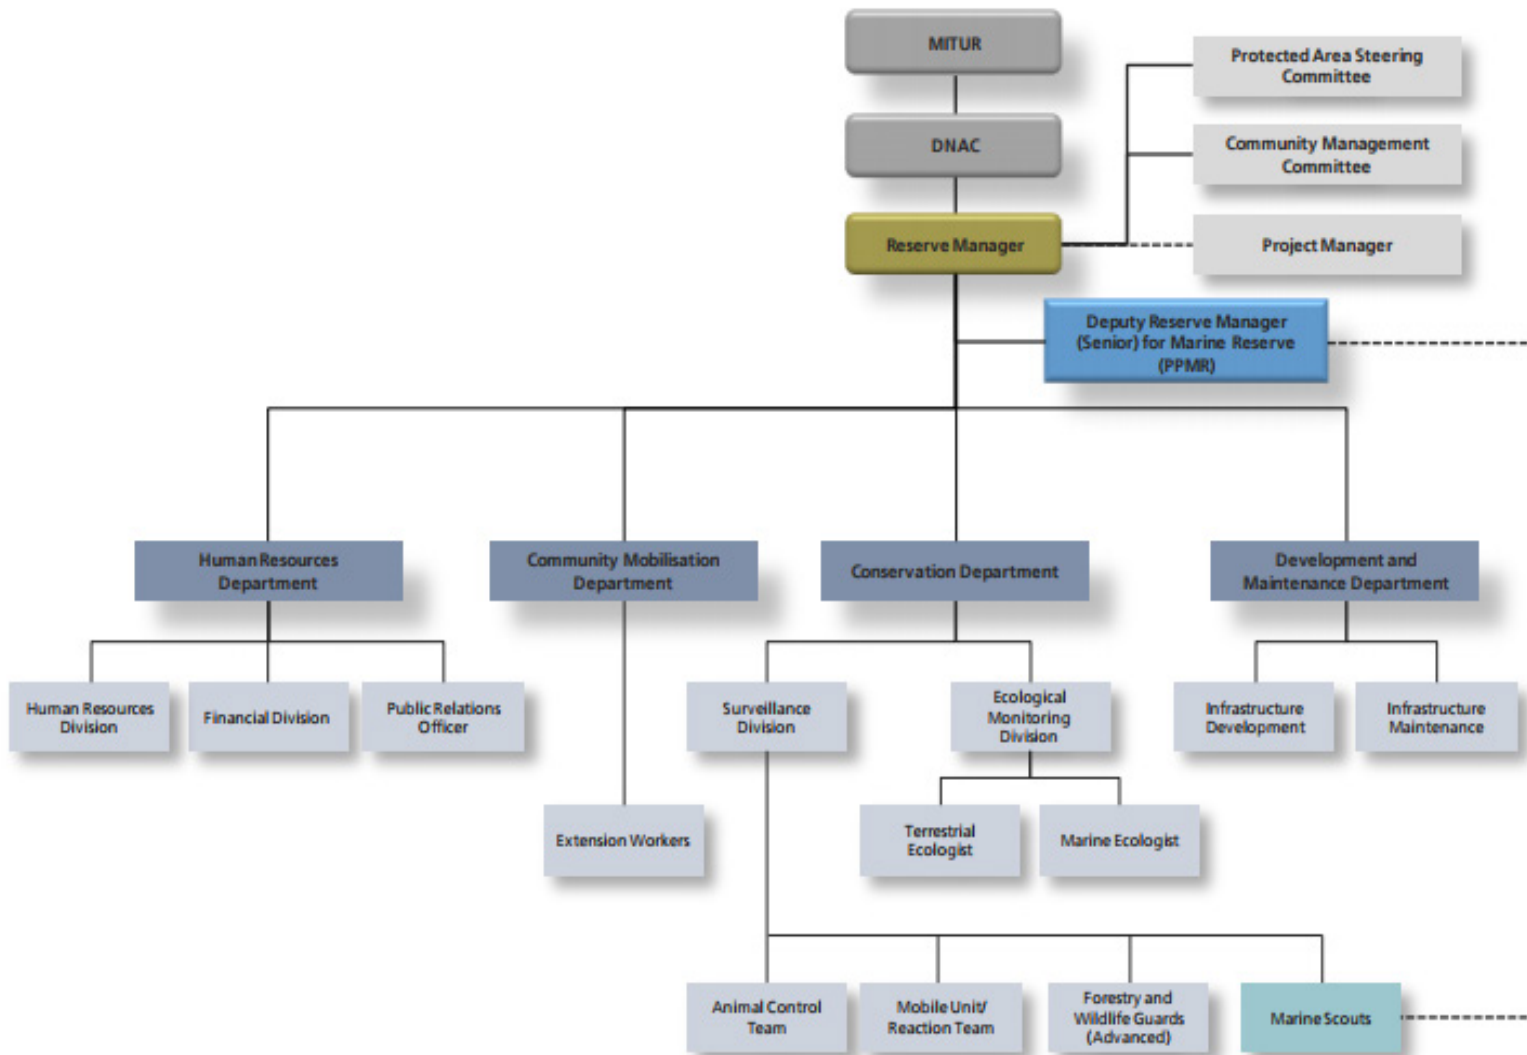 MITUR
Protected Area Steering
Committee
DNAC
Community Management
Committee
Reserve Manager
Project Manager
Deputy Reserve Manager
(Senior) for Marine Reserve
(PPMR)
Human Resources
Department
Community Mobilisation
Department
Conservation Department
Development and
Maintenance Department
Human Resources
Division
Financial Division
Public Relations
Officer
Surveillance
Division
Ecological
Monitoring
Division
Infrastructure
Development
Infrastructure
Maintenance
Extension Workers
Terrestrial
Ecologist
Marine Ecologist
Animal Control
Team
Mobile Unit/
Reaction Team
Forestry and
Wildlife Guards
(Advanced)
Marine Scouts